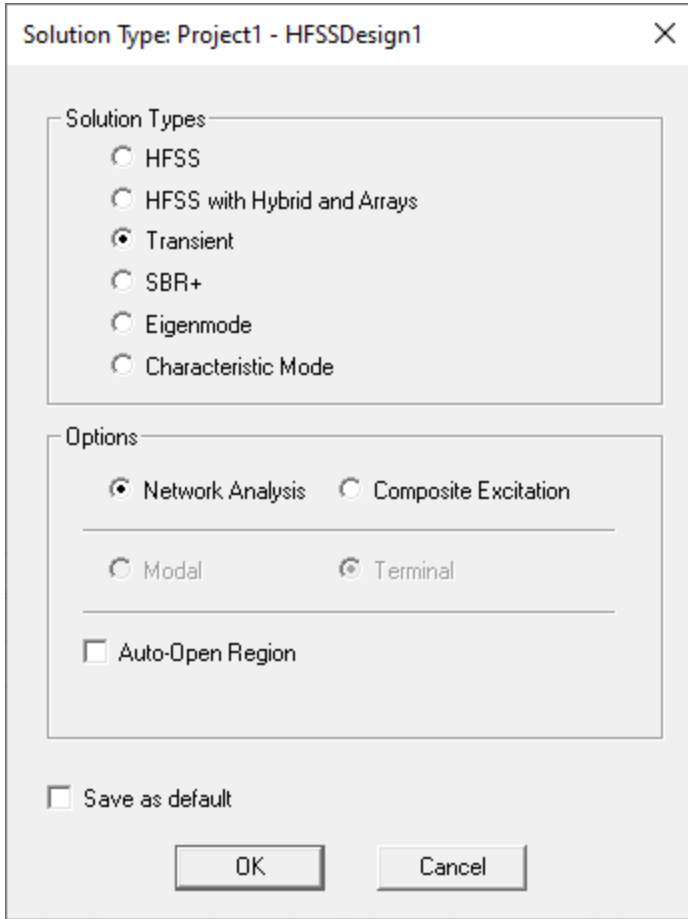 Solution Type: Project1 - HFSSDesign1
Solution Types
HFSS
HFSS with Hybrid and Arrays
Transient
SBR+
Eigenmode
Characteristic Mode
Options
Network Analysis Composite Excitation
Modal Terminal
Auto-Open Region
Save as default
OK Cancel